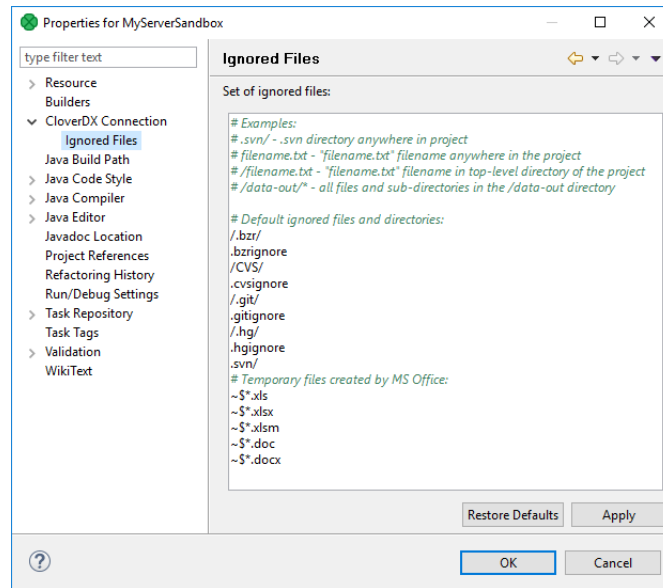 Properties for MyServerSandbox
type filter text
Resource
Builders
CloverDX Connection
Ignored Files
Java Build Path
Java Code Style
Java Compiler
Java Editor
Javadoc Location
Project References
Refactoring History
Run/Debug Settings
Task Repository
Task Tags
Validation
WikiText
Ignored Files
Set of ignored files:
# Examples:
# .svn/ - .svn directory anywhere in project
# filename.txt - "filename.txt" filename anywhere in the project
# /filename.txt - "filename.txt" filename in top-level directory of the project
# /data-out/* - all files and sub-directories in the /data-out directory
# Default ignored files and directories:
/.bzr/
.bzrignore
/CVS/
.cvsignore
/.git/
.gitignore
/.hg/
.hgignore
.svn/
# Temporary files created by MS Office:
~$*.xls
~$*.xlsx
~$*.xlsm
~$*.doc
~$*.docx
Restore Defaults
Apply
OK
Cancel